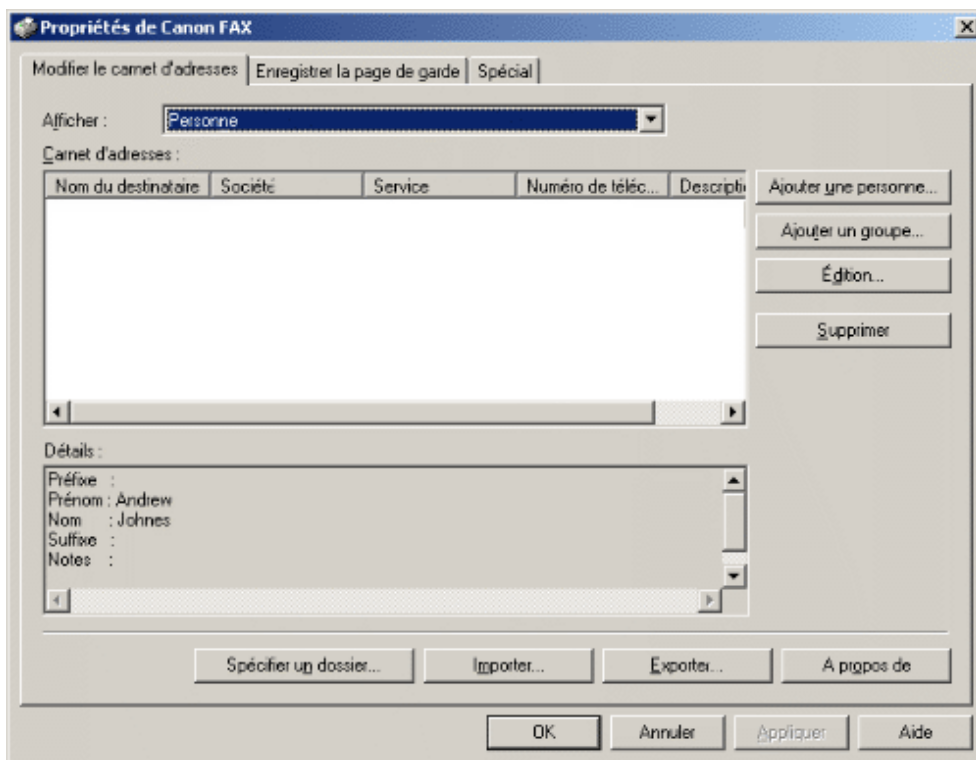 Propriétés de Canon FAX
Modifier le carnet d'adresses
Enregistrer la page de garde
Spécial
Afficher :
Personne
Carnet d'adresses :
Nom du destinataire
Société
Service
Numéro de téléc...
Descripti
Ajouter une personne...
Ajouter un groupe...
Édition...
Supprimer
Détails :
Préfixe :
Prénom : Andrew
Nom : Johnes
Suffixe :
Notes :
Spécifier un dossier...
Importer...
Exporter...
A propos de
OK
Annuler
Appliquer
Aide